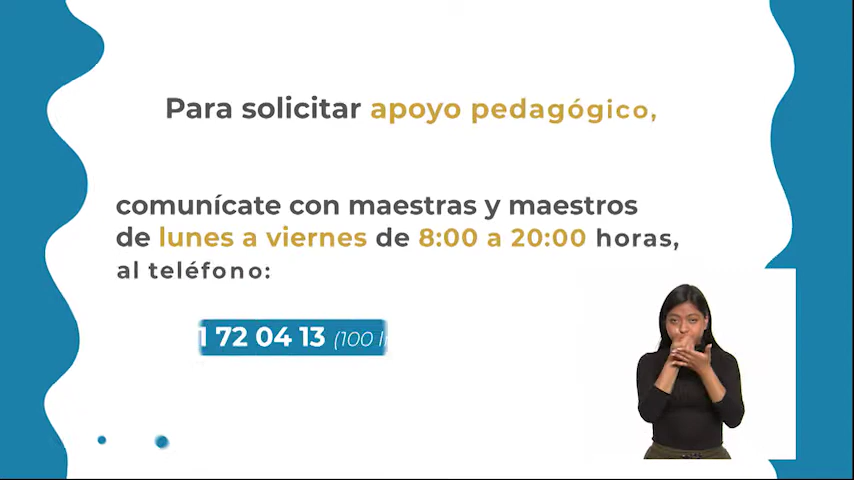 Para solicitar apoyo pedagógico,
comunícate con maestras y maestros
de lunes a viernes de 8:00 a 20:00 horas,
al teléfono:
1 72 04 13 (100